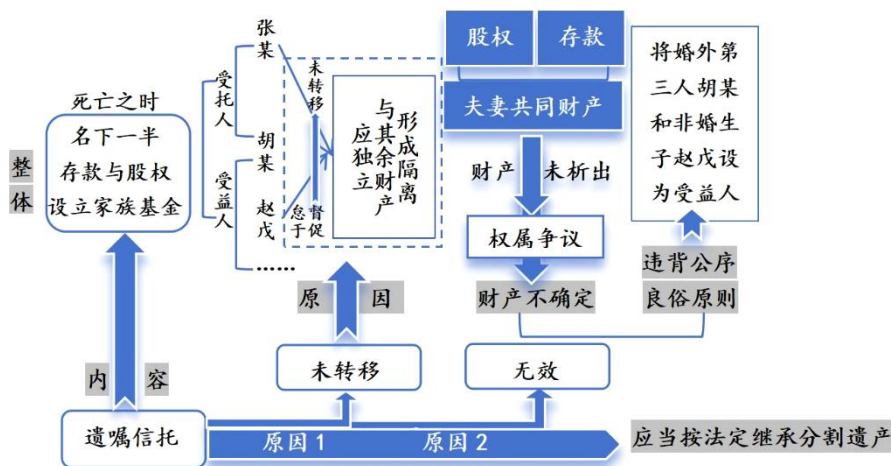 死亡之时
名下一半
存款与股权
设立家族基金
整体
受托人
受益人
张某
胡某
赵戊
……
未转移
怠于督促
应独立
与其余财产
形成隔离
股权
存款
夫妻共同财产
财产 未析出
权属争议
财产不确定
将婚外第
三人胡某
和非婚生
子赵戊设
为受益人
违背公序
良俗原则
原 因
内 容
未转移
无效
遗嘱信托
原因1
原因2
应当按法定继承分割遗产